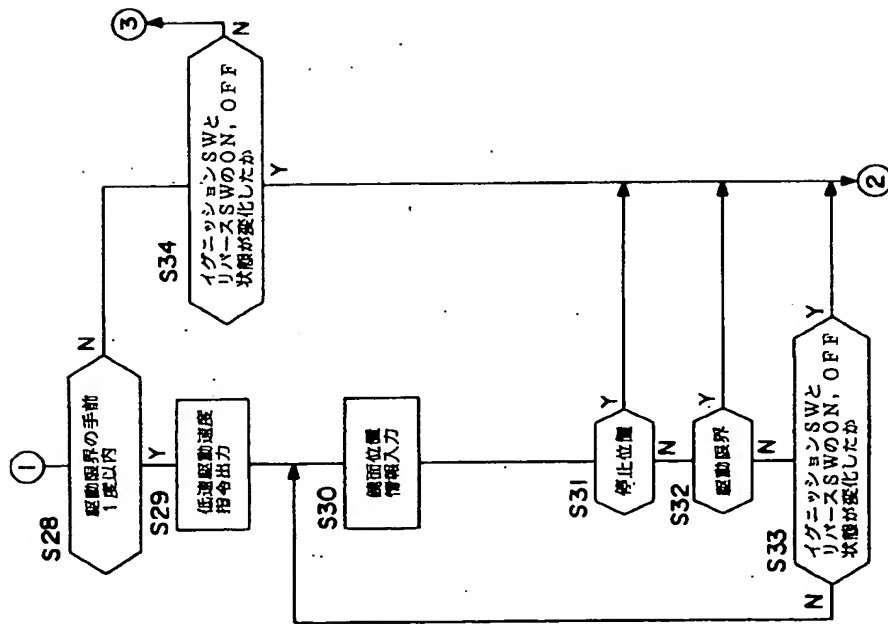 ①
S28
駆動限界の手前
1度以内
N
Y
S29
低速駆動速度
指令出力
S30
鏡面位置
情報入力
S31
停止位置
Y
N
S32
駆動限界
Y
N
S33
イグニッションSWと
リバースSWのON, OFF
状態が変化したか
N
Y
S34
イグニッションSWと
リバースSWのON, OFF
状態が変化したか
N
Y
③
②